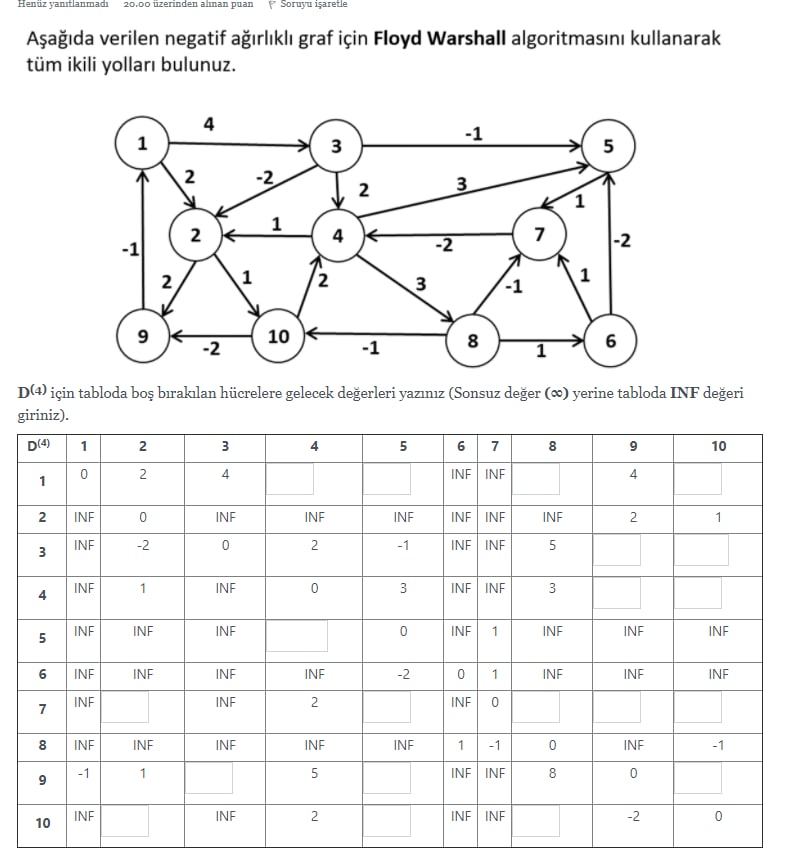 Henüz yanıtlanmadı 20.00 üzerinden alınan puan Soruyu işaretle
Aşağıda verilen negatif ağırlıklı graf için Floyd Warshall algoritmasını kullanarak
tüm ikili yolları bulunuz.
4
-1
1
3
5
2
-2
2
3
1
1
2
4
7
-2
-2
-1
2
1
2
3
-1
1
9
10
8
6
-2
-1
1
D(4) için tabloda boş bırakılan hücrelere gelecek değerleri yazınız (Sonsuz değer (∞) yerine tabloda INF değeri
giriniz).
D(4) 1 2 3 4 5 6 7 8 9 10
1 0 2 4 INF INF 4
2 INF 0 INF INF INF INF INF INF 2 1
3 INF -2 0 2 -1 INF INF 5
4 INF 1 INF 0 3 INF INF 3
5 INF INF INF 0 INF 1 INF INF INF
6 INF INF INF INF -2 0 1 INF INF INF
7 INF INF 2 INF 0
8 INF INF INF INF INF 1 -1 0 INF -1
9 -1 1 5 INF INF 8 0
10 INF INF 2 INF INF -2 0